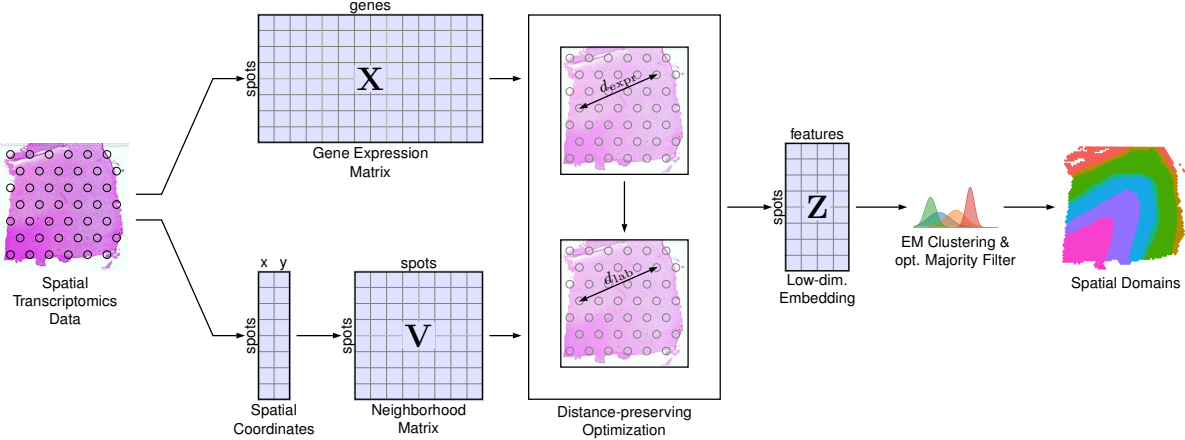 Spatial
Transcriptomics
Data
genes
spots
X
Gene Expression
Matrix
x y
spots
Spatial
Coordinates
spots
spots
V
Neighborhood
Matrix
d_expr
d_lab
Distance-preserving
Optimization
features
spots
Z
Low-dim.
Embedding
EM Clustering &
opt. Majority Filter
Spatial Domains